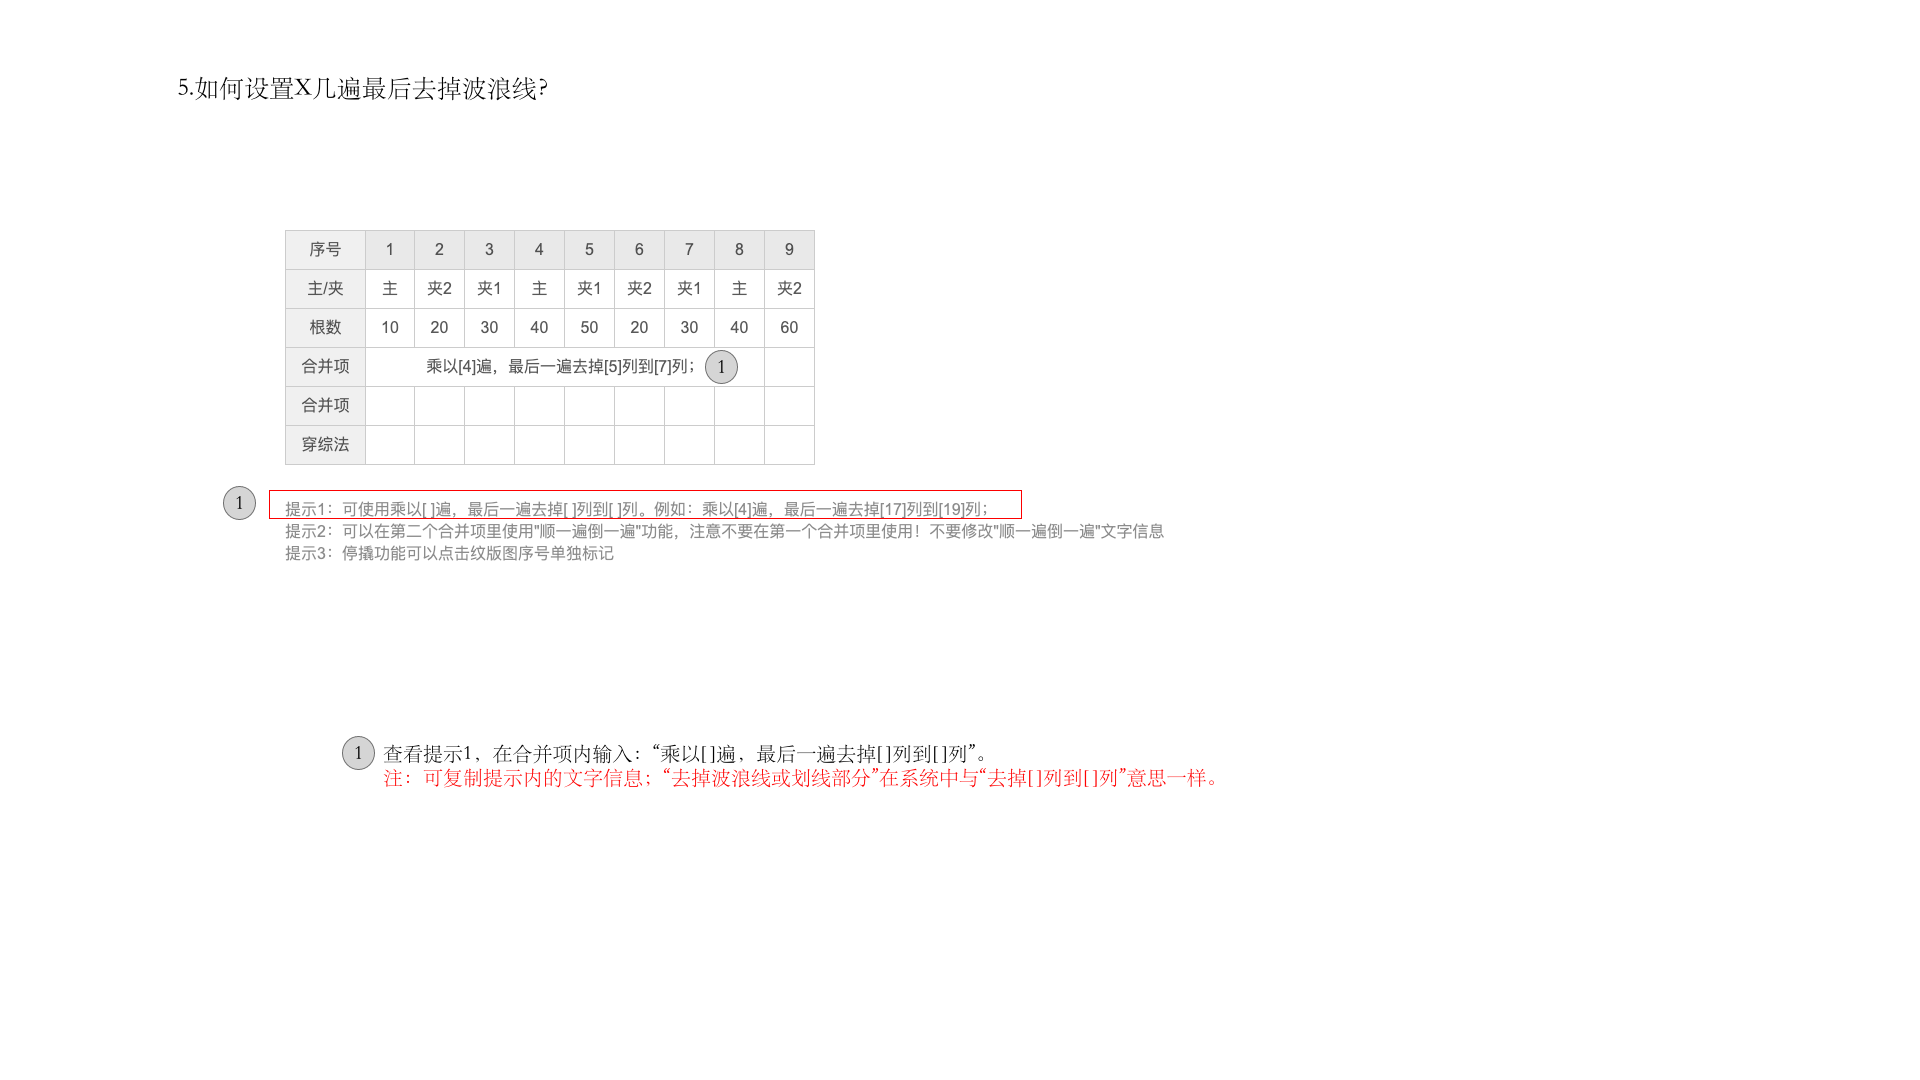 5.如何设置X几遍最后去掉波浪线?
序号 1 2 3 4 5 6 7 8 9
主/夹 主 夹2 夹1 主 夹1 夹2 夹1 主 夹2
根数 10 20 30 40 50 20 30 40 60
合并项 乘以[4]遍，最后一遍去掉[5]列到[7]列； 1
合并项
穿综法
1 提示1：可使用乘以[ ]遍，最后一遍去掉[ ]列到[ ]列。例如：乘以[4]遍，最后一遍去掉[17]列到[19]列；
提示2：可以在第二个合并项里使用"顺一遍倒一遍"功能，注意不要在第一个合并项里使用！不要修改"顺一遍倒一遍"文字信息
提示3：停撬功能可以点击纹版图序号单独标记
1 查看提示1，在合并项内输入：“乘以[ ]遍，最后一遍去掉[ ]列到[ ]列”。
注：可复制提示内的文字信息；“去掉波浪线或划线部分”在系统中与“去掉[ ]列到[ ]列”意思一样。